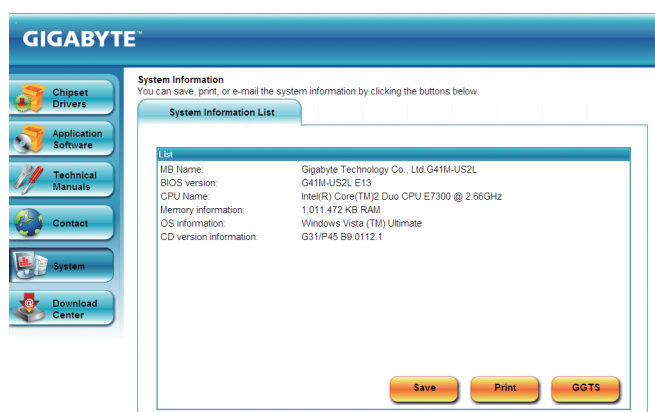 GIGABYTE™
System Information
You can save, print, or e-mail the system information by clicking the buttons below.
System Information List
Chipset
Drivers
Application
Software
Technical
Manuals
Contact
System
Download
Center
List
MB Name: Gigabyte Technology Co., Ltd.G41M-US2L
BIOS version: G41M-US2L E13
CPU Name: Intel(R) Core(TM)2 Duo CPU E7300 @ 2.66GHz
Memory information: 1,011,472 KB RAM
OS information: Windows Vista (TM) Ultimate
CD version information: G31/P45 B9.0112.1
Save Print GGTS